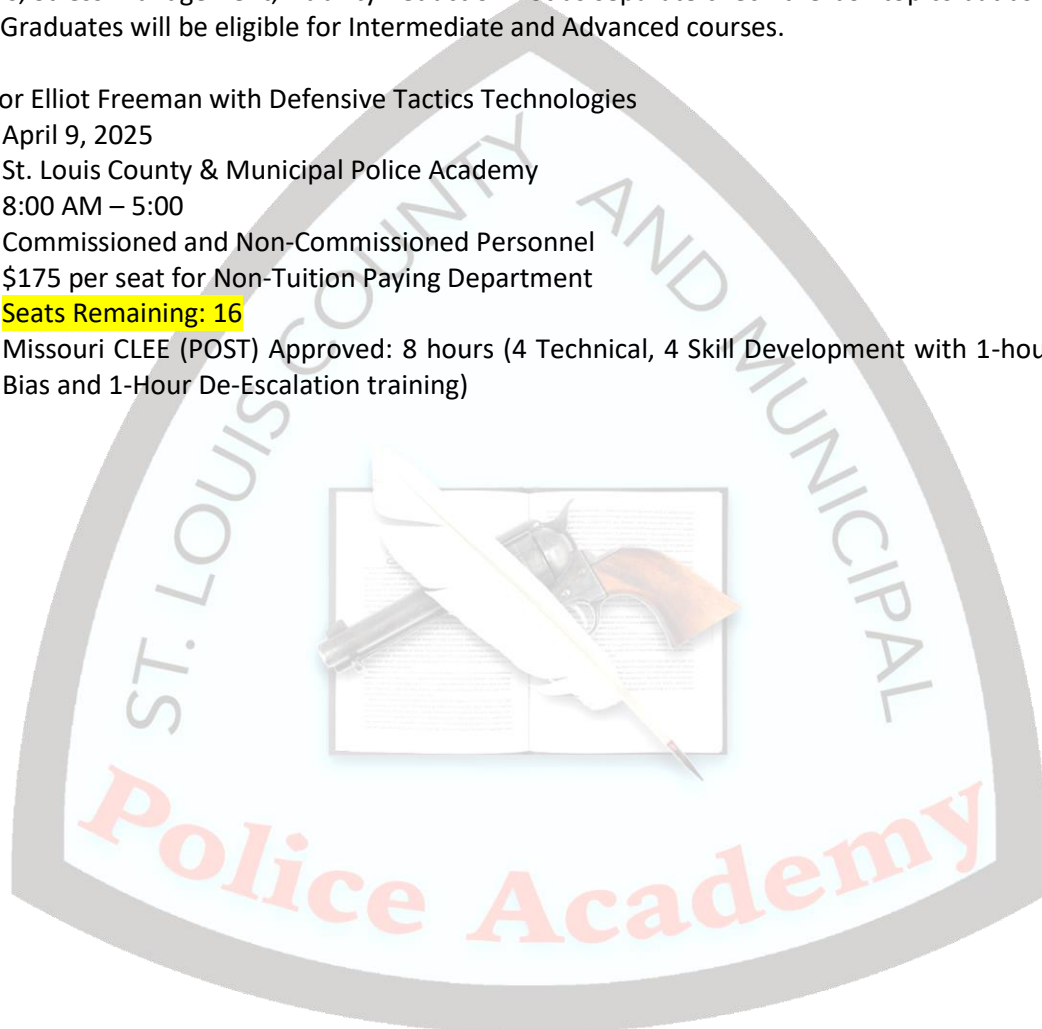 Graduates will be eligible for Intermediate and Advanced courses.
or Elliot Freeman with Defensive Tactics Technologies
April 9, 2025
St. Louis County & Municipal Police Academy
8:00 AM – 5:00
Commissioned and Non-Commissioned Personnel
$175 per seat for Non-Tuition Paying Department
Seats Remaining: 16
Missouri CLEE (POST) Approved: 8 hours (4 Technical, 4 Skill Development with 1-hou
Bias and 1-Hour De-Escalation training)
ST. LOUIS COUNTY AND MUNICIPAL
Police Academy